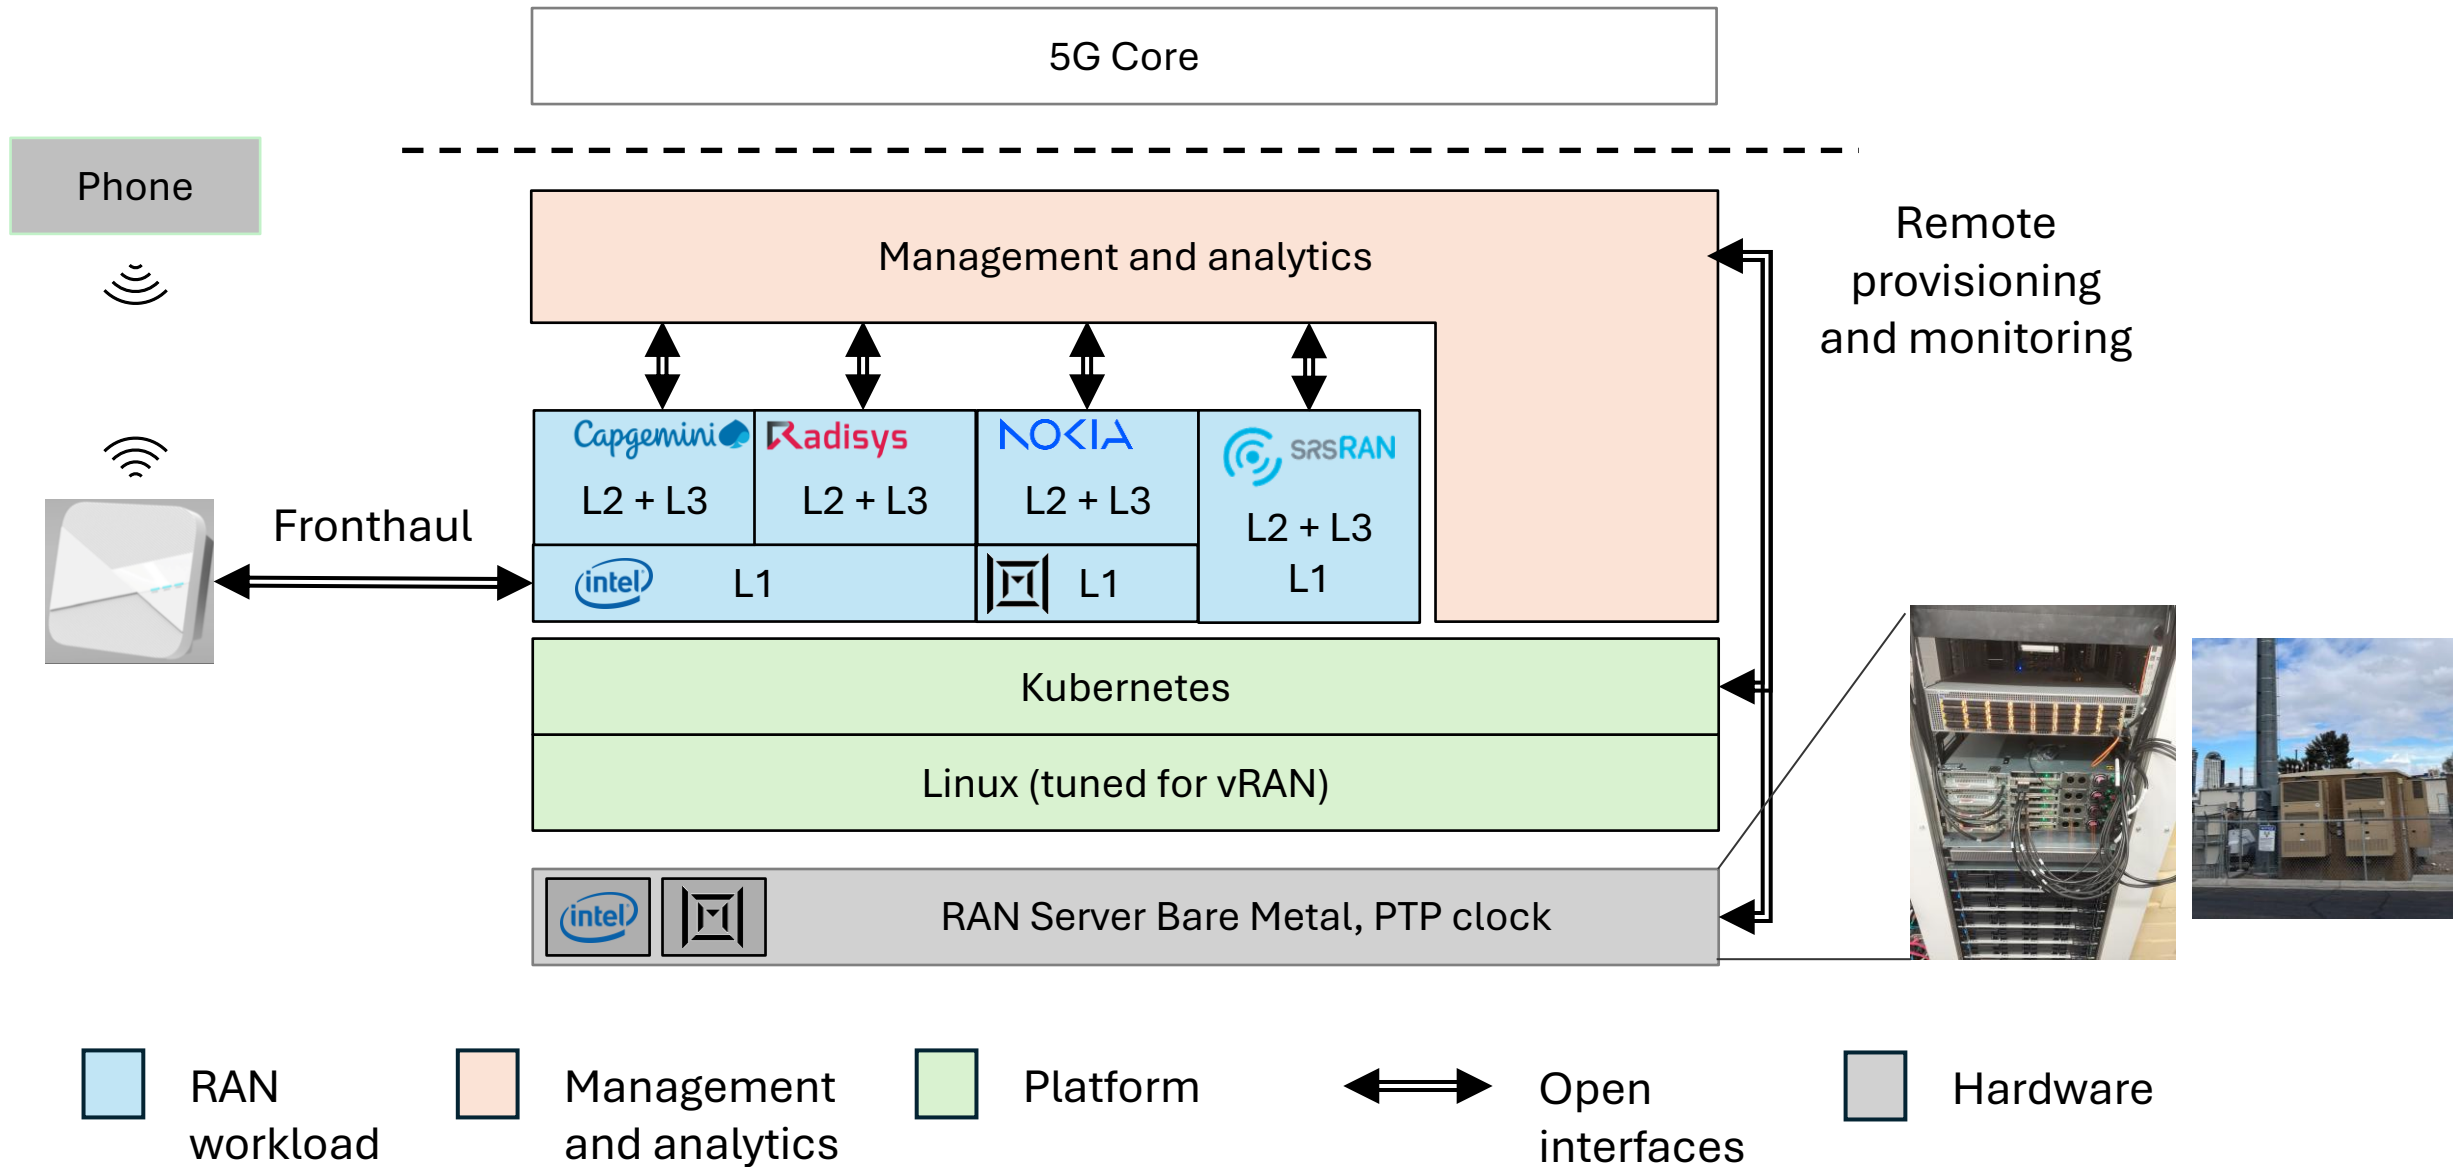 5G Core
Phone
Management and analytics
Remote
provisioning
and monitoring
Capgemini
Radisys
NOKIA
SRSRAN
L2 + L3
L2 + L3
L2 + L3
L2 + L3
Fronthaul
intel
L1
L1
L1
Kubernetes
Linux (tuned for vRAN)
intel
RAN Server Bare Metal, PTP clock
RAN
workload
Management
and analytics
Platform
Open
interfaces
Hardware